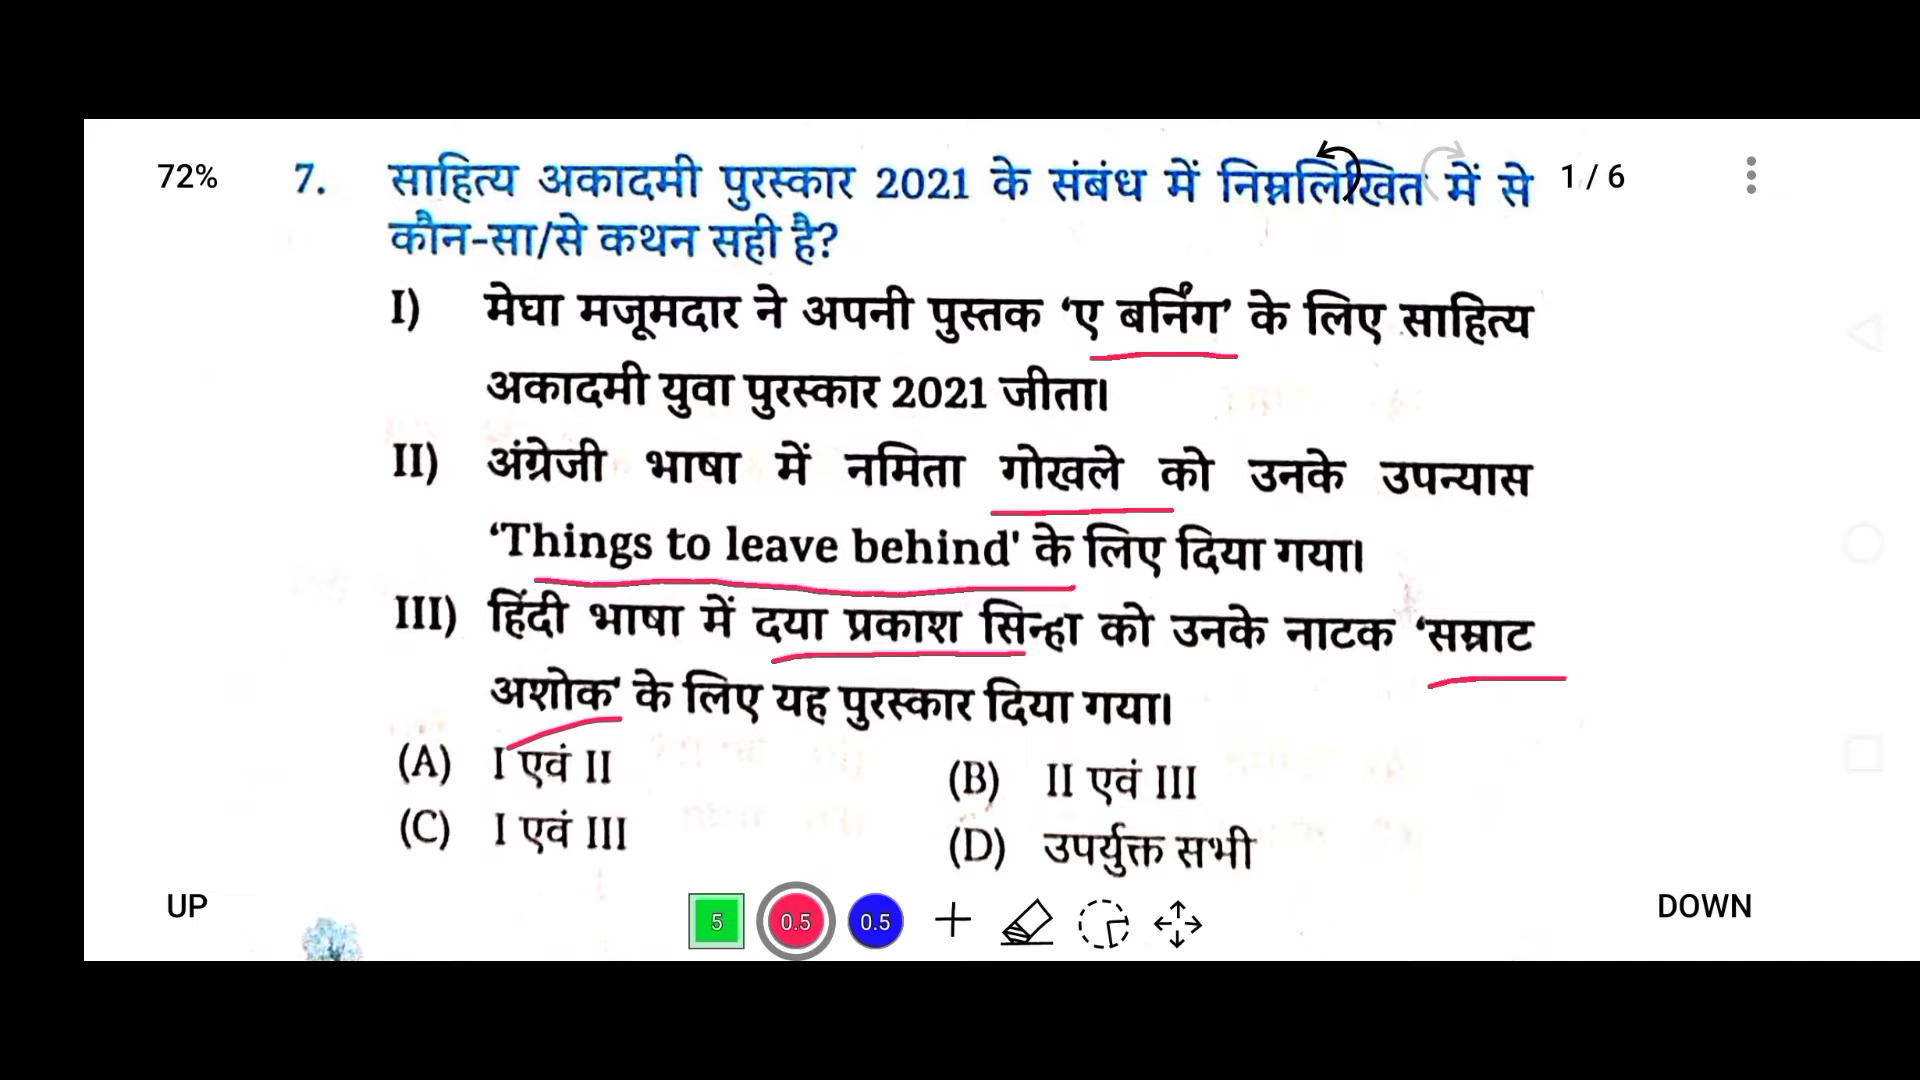 72%
7. साहित्य अकादमी पुरस्कार 2021 के संबंध में निम्नलिखित में से
1 / 6
कौन-सा/से कथन सही है?
I) मेघा मजूमदार ने अपनी पुस्तक ‘ए बर्निंग’ के लिए साहित्य
अकादमी युवा पुरस्कार 2021 जीता।
II) अंग्रेजी भाषा में नमिता गोखले को उनके उपन्यास
‘Things to leave behind' के लिए दिया गया।
III) हिंदी भाषा में दया प्रकाश सिन्हा को उनके नाटक ‘सम्राट
अशोक' के लिए यह पुरस्कार दिया गया।
(A) I एवं II
(B) II एवं III
(C) I एवं III
(D) उपर्युक्त सभी
UP
5
0.5
0.5
DOWN